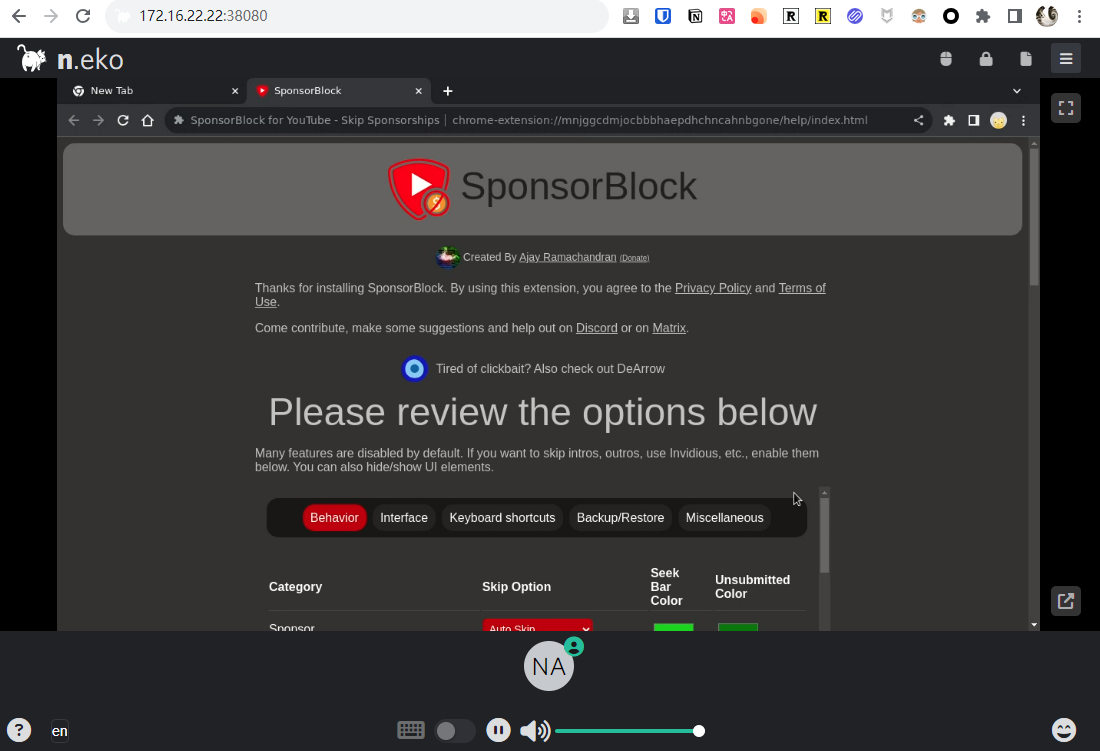 172.16.22.22:38080
n.eko
New Tab
SponsorBlock
SponsorBlock for YouTube - Skip Sponsorships | chrome-extension://mnjggcdmjocbbbhaepdhchncahnbgone/help/index.html
SponsorBlock
Created By Ajay Ramachandran (Donate)
Thanks for installing SponsorBlock. By using this extension, you agree to the Privacy Policy and Terms of
Use.
Come contribute, make some suggestions and help out on Discord or on Matrix.
Tired of clickbait? Also check out DeArrow
Please review the options below
Many features are disabled by default. If you want to skip intros, outros, use Invidious, etc., enable them
below. You can also hide/show UI elements.
Behavior Interface Keyboard shortcuts Backup/Restore Miscellaneous
Category Skip Option Seek Bar Color Unsubmitted Color
Sponsor Auto Skip
NA
? en